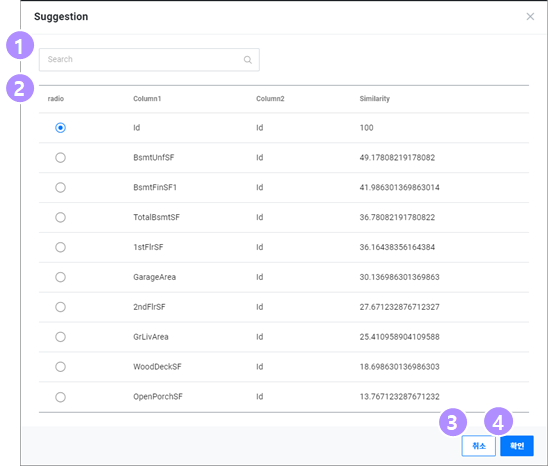 Suggestion
1
Search
2
radio Column1 Column2 Similarity
Id Id 100
BsmtUnfSF Id 49.17808219178082
BsmtFinSF1 Id 41.986301369863014
TotalBsmtSF Id 36.78082191780822
1stFlrSF Id 36.16438356164384
GarageArea Id 30.136986301369863
2ndFlrSF Id 27.671232876712327
GrLivArea Id 25.410958904109588
WoodDeckSF Id 18.698630136986303
OpenPorchSF Id 13.767123287671232
3 4
취소 확인